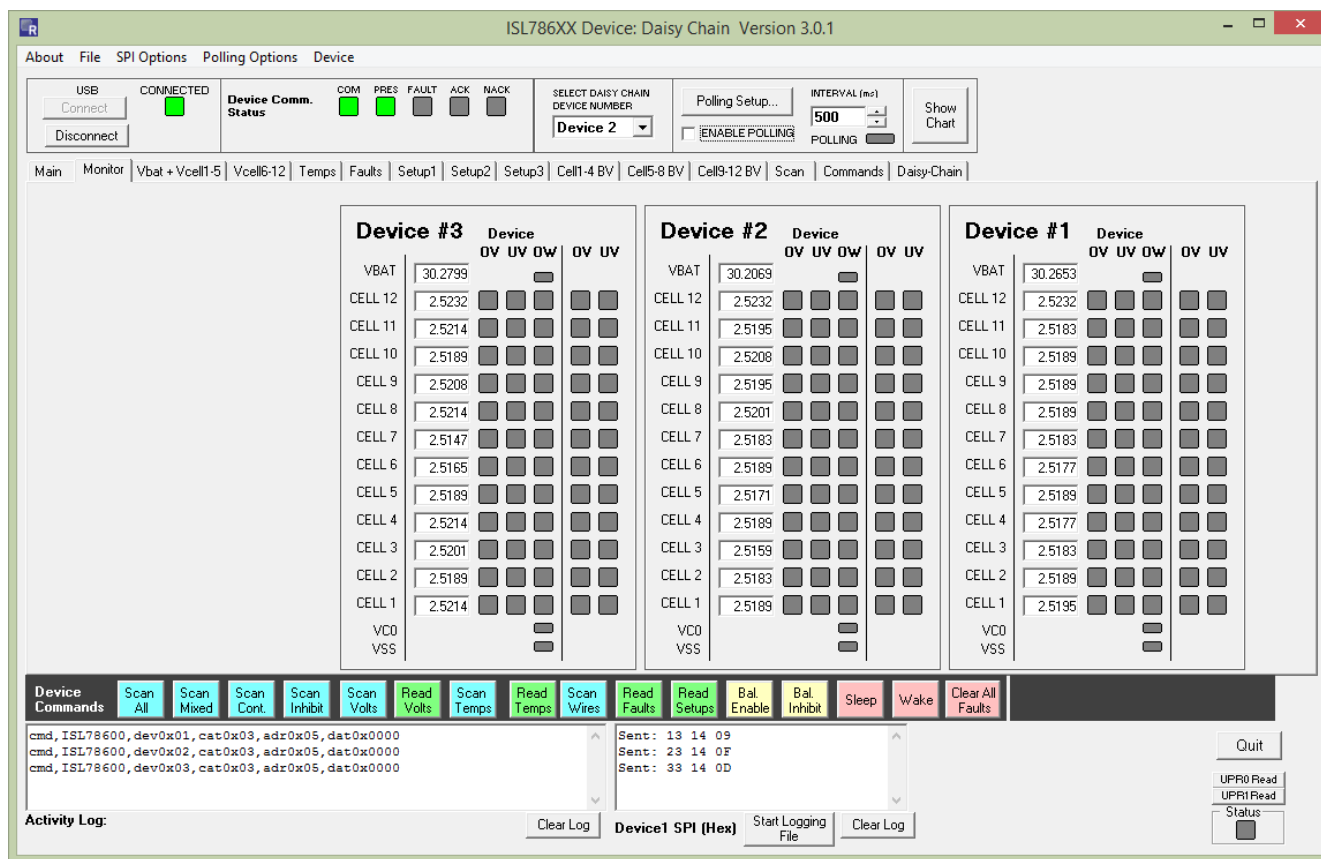 ISL786XX Device: Daisy Chain Version 3.0.1
About File SPI Options Polling Options Device
USB
Connect
Disconnect
CONNECTED
Device Comm.
Status
COM PRES FAULT ACK NACK
SELECT DAISY CHAIN
DEVICE NUMBER
Device 2
Polling Setup...
ENABLE POLLING
INTERVAL (ms)
500
POLLING
Show
Chart
Main Monitor Vbat + Vcell1-5 Vcell6-12 Temps Faults Setup1 Setup2 Setup3 Cell1-4 BV Cell5-8 BV Cell9-12 BV Scan Commands Daisy-Chain
Device #3 Device
OV UV OW OV UV
VBAT 30.2799
CELL 12 2.5232
CELL 11 2.5214
CELL 10 2.5189
CELL 9 2.5208
CELL 8 2.5214
CELL 7 2.5147
CELL 6 2.5165
CELL 5 2.5189
CELL 4 2.5214
CELL 3 2.5201
CELL 2 2.5189
CELL 1 2.5214
VC0
VSS
Device #2 Device
OV UV OW OV UV
VBAT 30.2069
CELL 12 2.5232
CELL 11 2.5195
CELL 10 2.5208
CELL 9 2.5195
CELL 8 2.5201
CELL 7 2.5183
CELL 6 2.5189
CELL 5 2.5171
CELL 4 2.5189
CELL 3 2.5159
CELL 2 2.5183
CELL 1 2.5189
VC0
VSS
Device #1 Device
OV UV OW OV UV
VBAT 30.2653
CELL 12 2.5232
CELL 11 2.5183
CELL 10 2.5189
CELL 9 2.5189
CELL 8 2.5189
CELL 7 2.5183
CELL 6 2.5177
CELL 5 2.5189
CELL 4 2.5177
CELL 3 2.5183
CELL 2 2.5189
CELL 1 2.5195
VC0
VSS
Device
Commands
Scan
All
Scan
Mixed
Scan
Cont.
Scan
Inhibit
Scan
Volts
Read
Volts
Scan
Temps
Read
Temps
Scan
Wires
Read
Faults
Read
Setups
Bal.
Enable
Bal.
Inhibit
Sleep
Wake
Clear All
Faults
cmd,ISL78600,dev0x01,cat0x03,adr0x05,dat0x0000
cmd,ISL78600,dev0x02,cat0x03,adr0x05,dat0x0000
cmd,ISL78600,dev0x03,cat0x03,adr0x05,dat0x0000
Activity Log:
Clear Log
Sent: 13 14 09
Sent: 23 14 0F
Sent: 33 14 0D
Device1 SPI (Hex)
Start Logging
File
Clear Log
Quit
UPR0 Read
UPR1 Read
Status